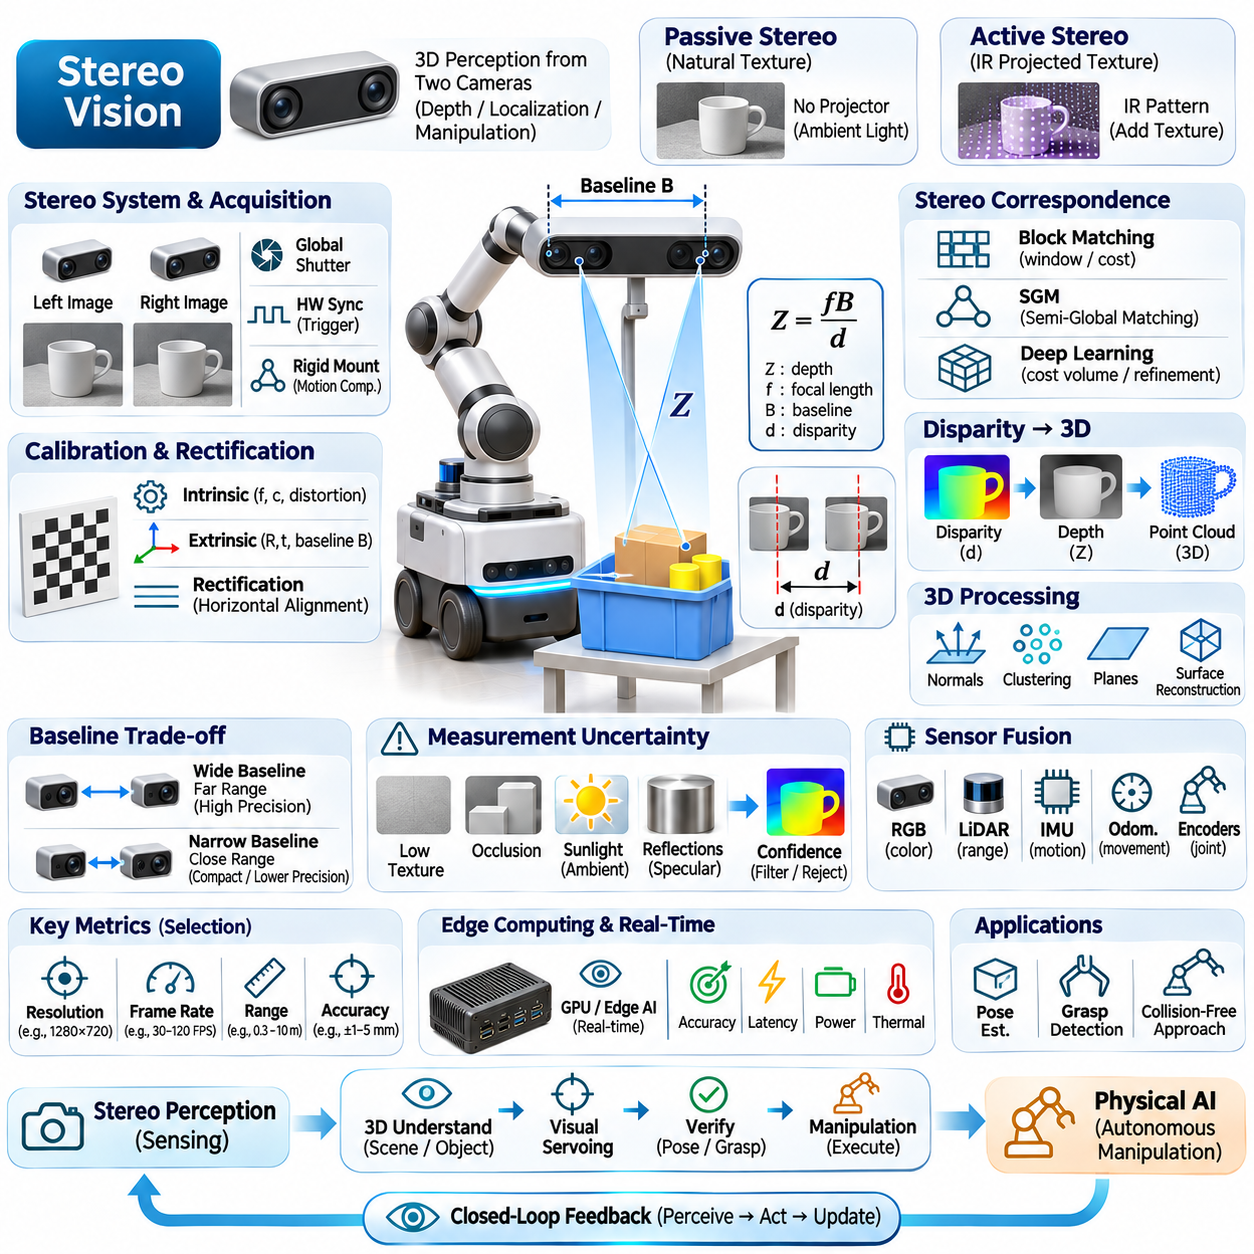 Stereo
Vision
3D Perception from
Two Cameras
(Depth / Localization /
Manipulation)
Passive Stereo
(Natural Texture)
No Projector
(Ambient Light)
Active Stereo
(IR Projected Texture)
IR Pattern
(Add Texture)
Stereo System & Acquisition
Left Image
Right Image
Global
Shutter
HW Sync
(Trigger)
Rigid Mount
(Motion Comp.)
Calibration & Rectification
Intrinsic (f, c, distortion)
Extrinsic (R, t, baseline B)
Rectification
(Horizontal Alignment)
Baseline B
Z
Z = fB / d
Z : depth
f : focal length
B : baseline
d : disparity
d
d (disparity)
Stereo Correspondence
Block Matching
(window / cost)
SGM
(Semi-Global Matching)
Deep Learning
(cost volume / refinement)
Disparity → 3D
Disparity
(d)
Depth
(Z)
Point Cloud
(3D)
3D Processing
Normals
Clustering
Planes
Surface
Reconstruction
Baseline Trade-off
Wide Baseline
Far Range
(High Precision)
Narrow Baseline
Close Range
(Compact / Lower Precision)
Measurement Uncertainty
Low
Texture
Occlusion
Sunlight
(Ambient)
Reflections
(Specular)
Confidence
(Filter / Reject)
Sensor Fusion
RGB
(color)
LiDAR
(range)
IMU
(motion)
Odom.
(movement)
Encoders
(joint)
Key Metrics (Selection)
Resolution
(e.g., 1280×720)
Frame Rate
(e.g., 30–120 FPS)
Range
(e.g., 0.3–10 m)
Accuracy
(e.g., ±1–5 mm)
Edge Computing & Real-Time
GPU / Edge AI
(Real-time)
Accuracy
Latency
Power
Thermal
Applications
Pose
Est.
Grasp
Detection
Collision-Free
Approach
Stereo Perception
(Sensing)
3D Understand
(Scene / Object)
Visual
Servoing
Verify
(Pose / Grasp)
Manipulation
(Execute)
Physical AI
(Autonomous
Manipulation)
Closed-Loop Feedback (Perceive → Act → Update)